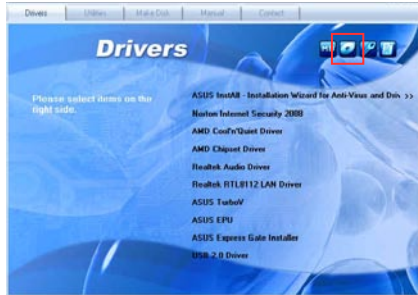 Drivers
Utilities
Make Disk
Manual
Contact
Drivers
Please select items on the
right side.
ASUS InstAll - Installation Wizard for Anti-Virus and Driv >>
Norton Internet Security 2008
AMD Cool'n'Quiet Driver
AMD Chipset Driver
Realtek Audio Driver
Realtek RTL8112 LAN Driver
ASUS TurboV
ASUS EPU
ASUS Express Gate Installer
USB 2.0 Driver